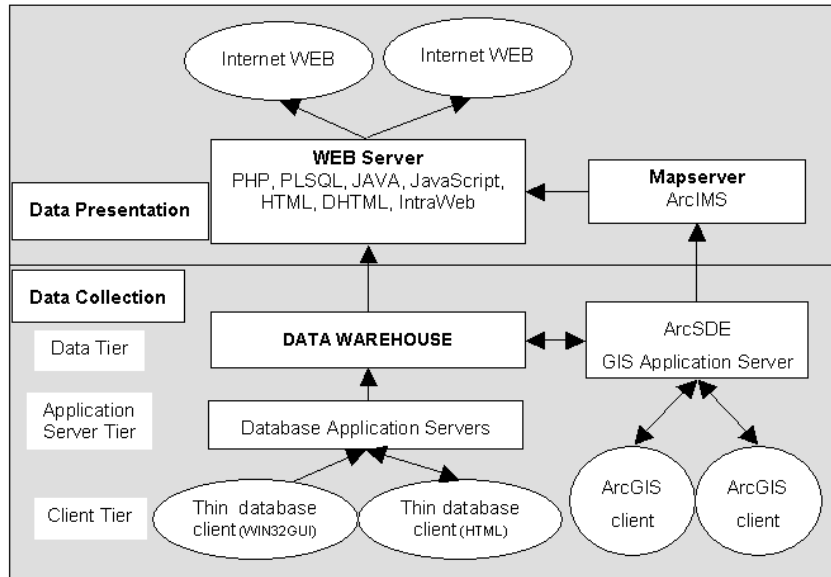 Internet WEB
Internet WEB
WEB Server
PHP, PLSQL, JAVA, JavaScript,
HTML, DHTML, IntraWeb
Mapserver
ArcIMS
Data Presentation
Data Collection
Data Tier
DATA WAREHOUSE
ArcSDE
GIS Application Server
Application
Server Tier
Database Application Servers
Client Tier
Thin database
client (WIN32GUI)
Thin database
client (HTML)
ArcGIS
client
ArcGIS
client